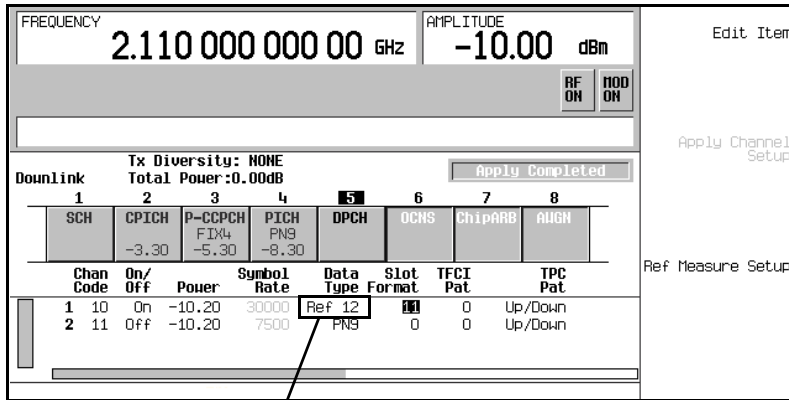 FREQUENCY
2.110 000 000 00 GHz
AMPLITUDE
-10.00 dBm
RF ON
MOD ON
Edit Item
Apply Channel Setup
Ref Measure Setup
Tx Diversity: NONE
Downlink Total Power:0.00dB
Apply Completed
1 2 3 4 5 6 7 8
SCH CPICH P-CCPCH PICH DPCH OCNS ChipARB AWGN
FIX4 PN9
-3.30 -5.30 -8.30
Chan On/ Symbol Data Slot TFCI TPC
Code Off Power Rate Type Format Pat Pat
1 10 On -10.20 30000 Ref 12 11 0 Up/Down
2 11 Off -10.20 7500 PN9 0 0 Up/Down